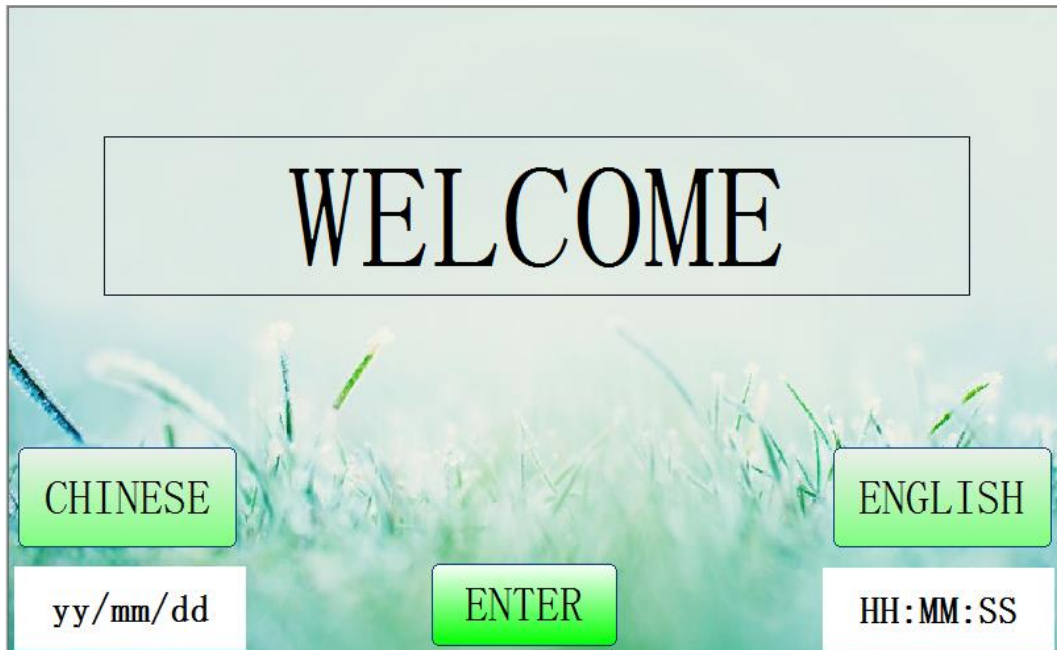 WELCOME
CHINESE
ENGLISH
yy/mm/dd
ENTER
HH:MM:SS